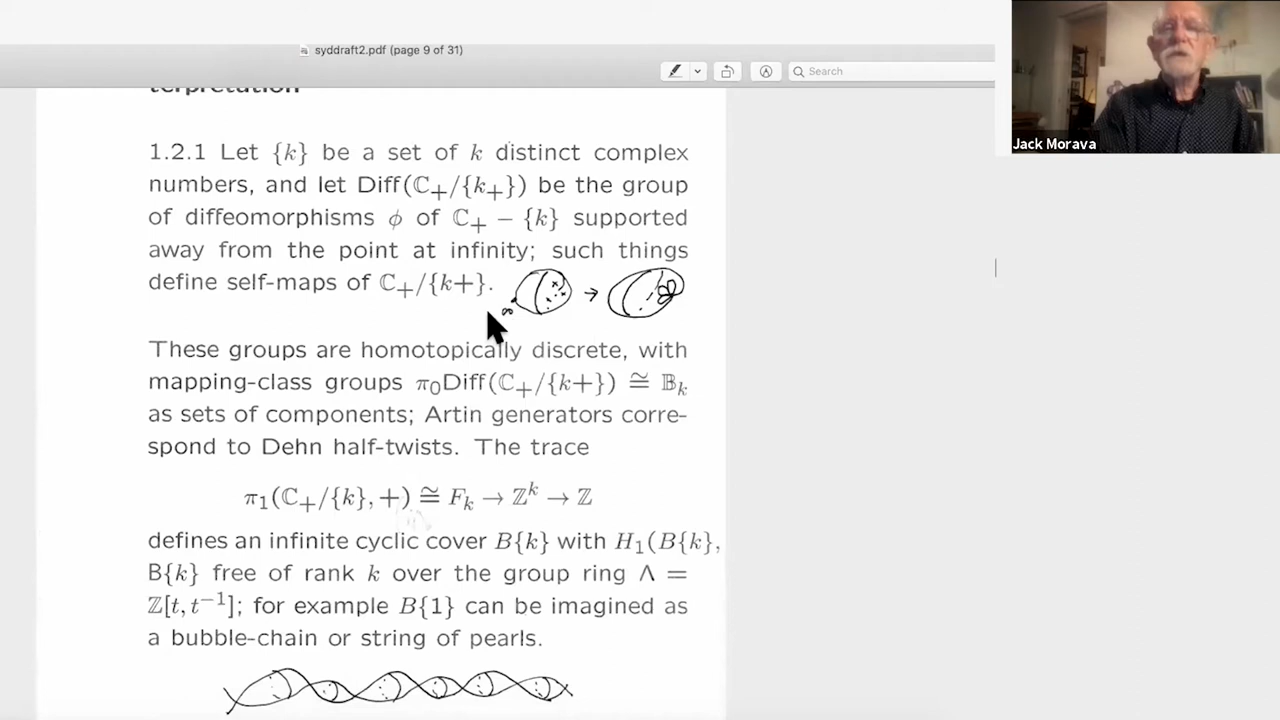 syddraft2.pdf (page 9 of 31)
Search
Jack Morava
terpretation
1.2.1 Let {k} be a set of k distinct complex
numbers, and let Diff(ℂ₊/{k₊}) be the group
of diffeomorphisms ϕ of ℂ₊ − {k} supported
away from the point at infinity; such things
define self-maps of ℂ₊/{k+}.
∞ →
These groups are homotopically discrete, with
mapping-class groups π₀Diff(ℂ₊/{k+}) ≅ 𝔹ₖ
as sets of components; Artin generators corre-
spond to Dehn half-twists. The trace
π₁(ℂ₊/{k}, +) ≅ Fₖ → ℤᵏ → ℤ
defines an infinite cyclic cover B{k} with H₁(B{k},
B{k} free of rank k over the group ring Λ =
ℤ[t, t⁻¹]; for example B{1} can be imagined as
a bubble-chain or string of pearls.